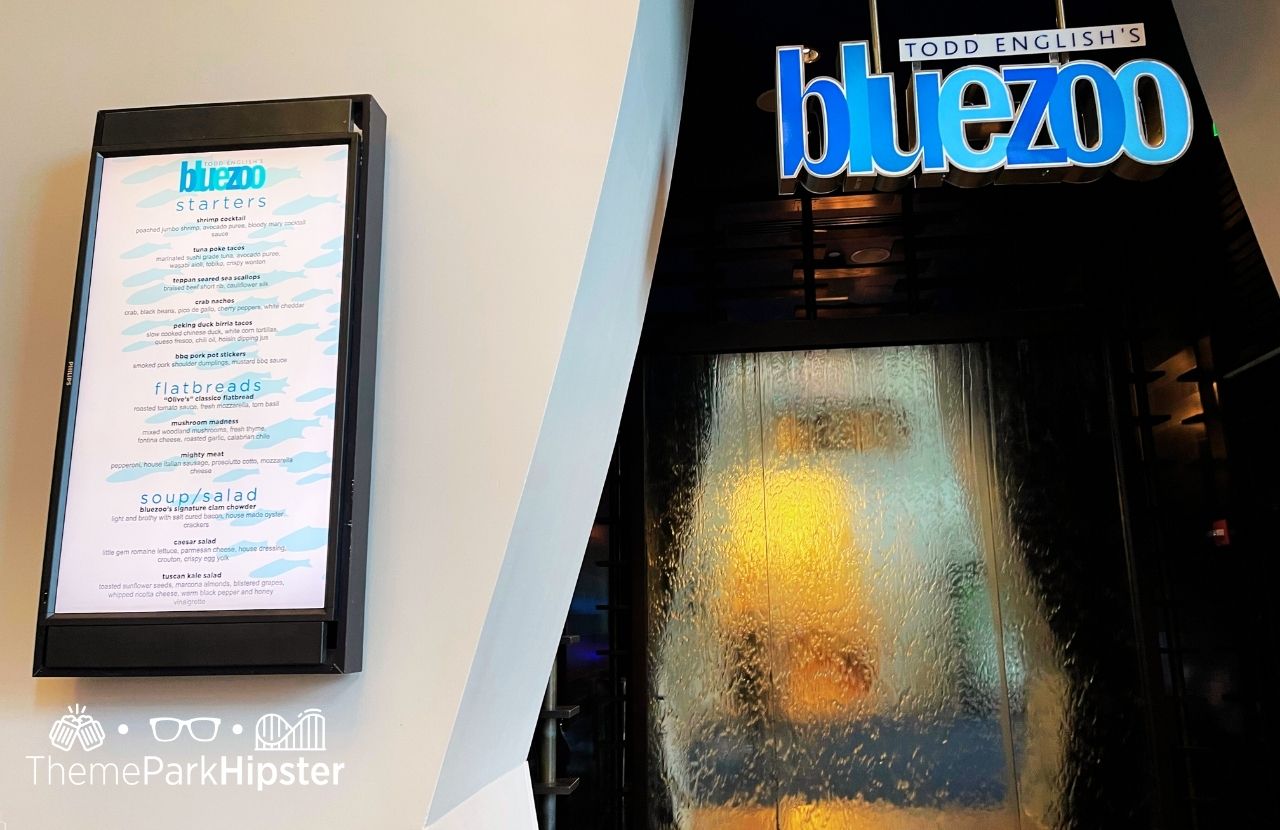 TODD ENGLISH'S
bluezoo
starters
shrimp cocktail
poached jumbo shrimp, avocado puree, bloody mary cocktail
sauce
tuna poke tacos
marinated sushi grade tuna, avocado puree,
wasabi aioli, tobiko, crispy wonton
teppan seared sea scallops
braised beef short rib, cauliflower silk
crab nachos
crab, black beans, pico de gallo, cherry peppers, white cheddar
peking duck birria tacos
slow cooked chinese duck, white corn tortillas,
queso fresco, chili oil, hoisin dipping jus
bbq pork pot stickers
smoked pork shoulder dumplings, mustard bbq sauce
flatbreads
"Olive's" classico flatbread
roasted tomato sauce, fresh mozzarella, torn basil
mushroom madness
mixed woodland mushrooms, fresh thyme,
fontina cheese, roasted garlic, calabrian chile
mighty meat
pepperoni, house italian sausage, prosciutto cotto, mozzarella
cheese
soup/salad
bluezoo's signature clam chowder
light and brothy with salt cured bacon, house made oyster
crackers
caesar salad
little gem romaine lettuce, parmesan cheese, house dressing,
crouton, crispy egg yolk
tuscan kale salad
toasted sunflower seeds, marcona almonds, blistered grapes,
whipped ricotta cheese, warm black pepper and honey
vinaigrette
PHILIPS
TODD ENGLISH'S
bluezoo
ThemeParkHipster